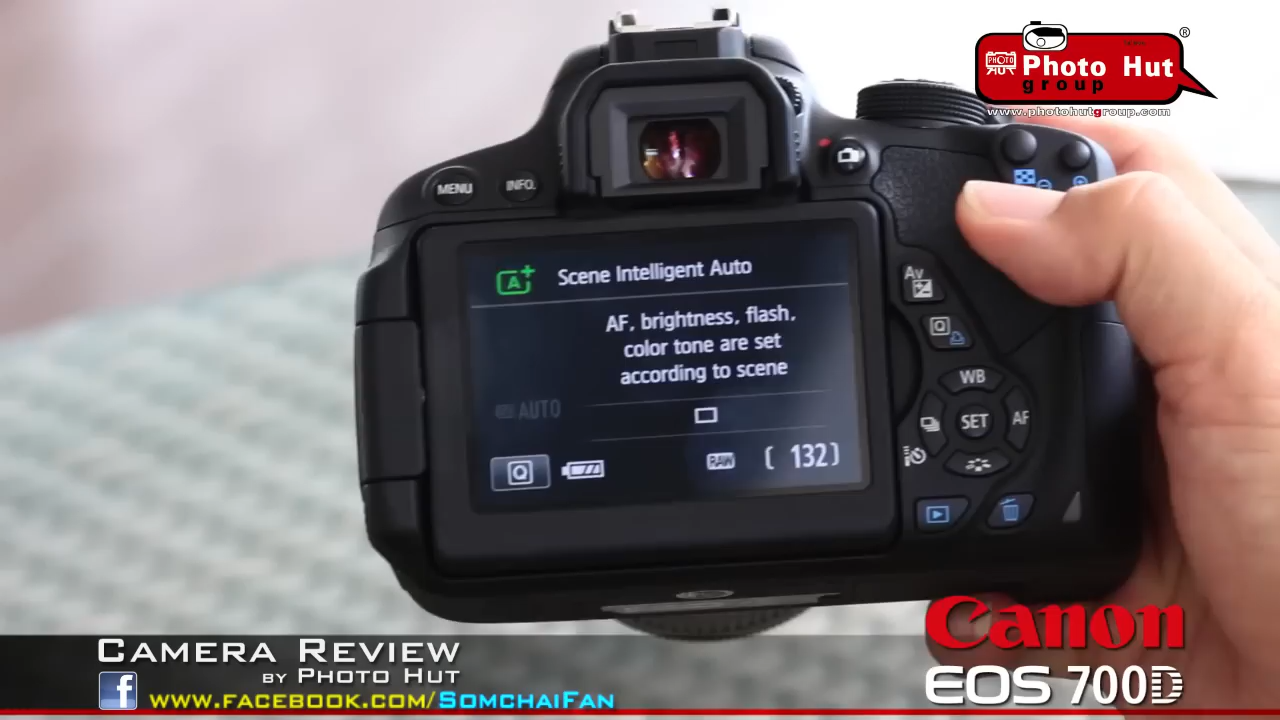 Photo Hut
group
www.photohutgroup.com
MENU
INFO.
A+
Scene Intelligent Auto
AF, brightness, flash,
color tone are set
according to scene
AUTO
Q
RAW
( 132)
Av
Q
WB
SET
AF
Canon
EOS 700D
CAMERA REVIEW
BY PHOTO HUT
f
WWW.FACEBOOK.COM/SOMCHAIFAN